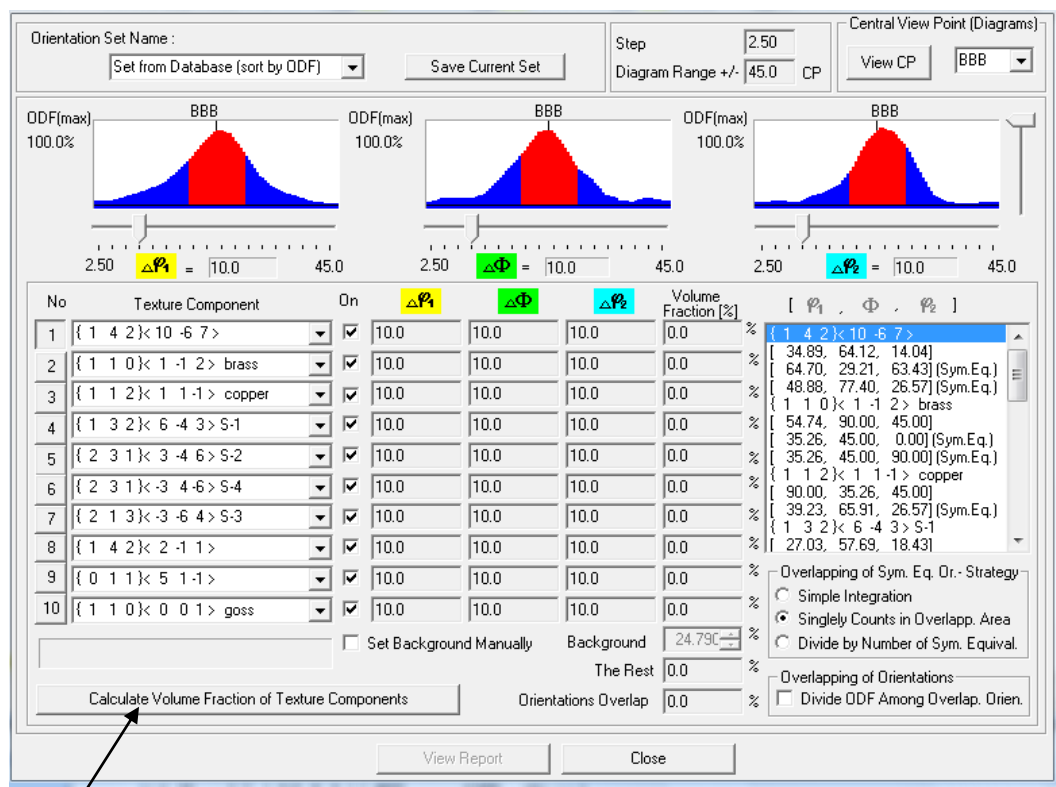 Orientation Set Name :
Set from Database (sort by ODF)
Save Current Set
Step 2.50
Diagram Range +/- 45.0 CP
Central View Point (Diagrams)
View CP
BBB
ODF(max)
100.0%
BBB
ODF(max)
100.0%
BBB
ODF(max)
100.0%
BBB
2.50 △φ1 = 10.0 45.0
2.50 △Φ = 10.0 45.0
2.50 △φ2 = 10.0 45.0
No Texture Component On △φ1 △Φ △φ2 Volume Fraction [%]
1 { 1 4 2}< 10 -6 7 > 10.0 10.0 10.0 0.0 %
2 { 1 1 0}< 1 -1 2 > brass 10.0 10.0 10.0 0.0 %
3 { 1 1 2}< 1 1 -1 > copper 10.0 10.0 10.0 0.0 %
4 { 1 3 2}< 6 -4 3 > S-1 10.0 10.0 10.0 0.0 %
5 { 2 3 1}< 3 -4 6 > S-2 10.0 10.0 10.0 0.0 %
6 { 2 3 1}< -3 4 -6 > S-4 10.0 10.0 10.0 0.0 %
7 { 2 1 3}< -3 -6 4 > S-3 10.0 10.0 10.0 0.0 %
8 { 1 4 2}< 2 -1 1 > 10.0 10.0 10.0 0.0 %
9 { 0 1 1}< 5 1 -1 > 10.0 10.0 10.0 0.0 %
10 { 1 1 0}< 0 0 1 > goss 10.0 10.0 10.0 0.0 %
[ φ1 , Φ , φ2 ]
{ 1 4 2}< 10 -6 7 >
[ 34.89, 64.12, 14.04]
[ 64.70, 29.21, 63.43] (Sym.Eq.)
[ 48.88, 77.40, 26.57] (Sym.Eq.)
{ 1 1 0}< 1 -1 2 > brass
[ 54.74, 90.00, 45.00]
[ 35.26, 45.00, 0.00] (Sym.Eq.)
[ 35.26, 45.00, 90.00] (Sym.Eq.)
{ 1 1 2}< 1 1 -1 > copper
[ 90.00, 35.26, 45.00]
[ 39.23, 65.91, 26.57] (Sym.Eq.)
{ 1 3 2}< 6 -4 3 > S-1
[ 27.03, 57.69, 18.43]
Overlapping of Sym. Eq. Or.- Strategy
Simple Integration
Singlely Counts in Overlapp. Area
Divide by Number of Sym. Equival.
Set Background Manually
Background %
The Rest 0.0 %
Orientations Overlap 0.0 %
Calculate Volume Fraction of Texture Components
Overlapping of Orientations
Divide ODF Among Overlap. Orien.
View Report
Close